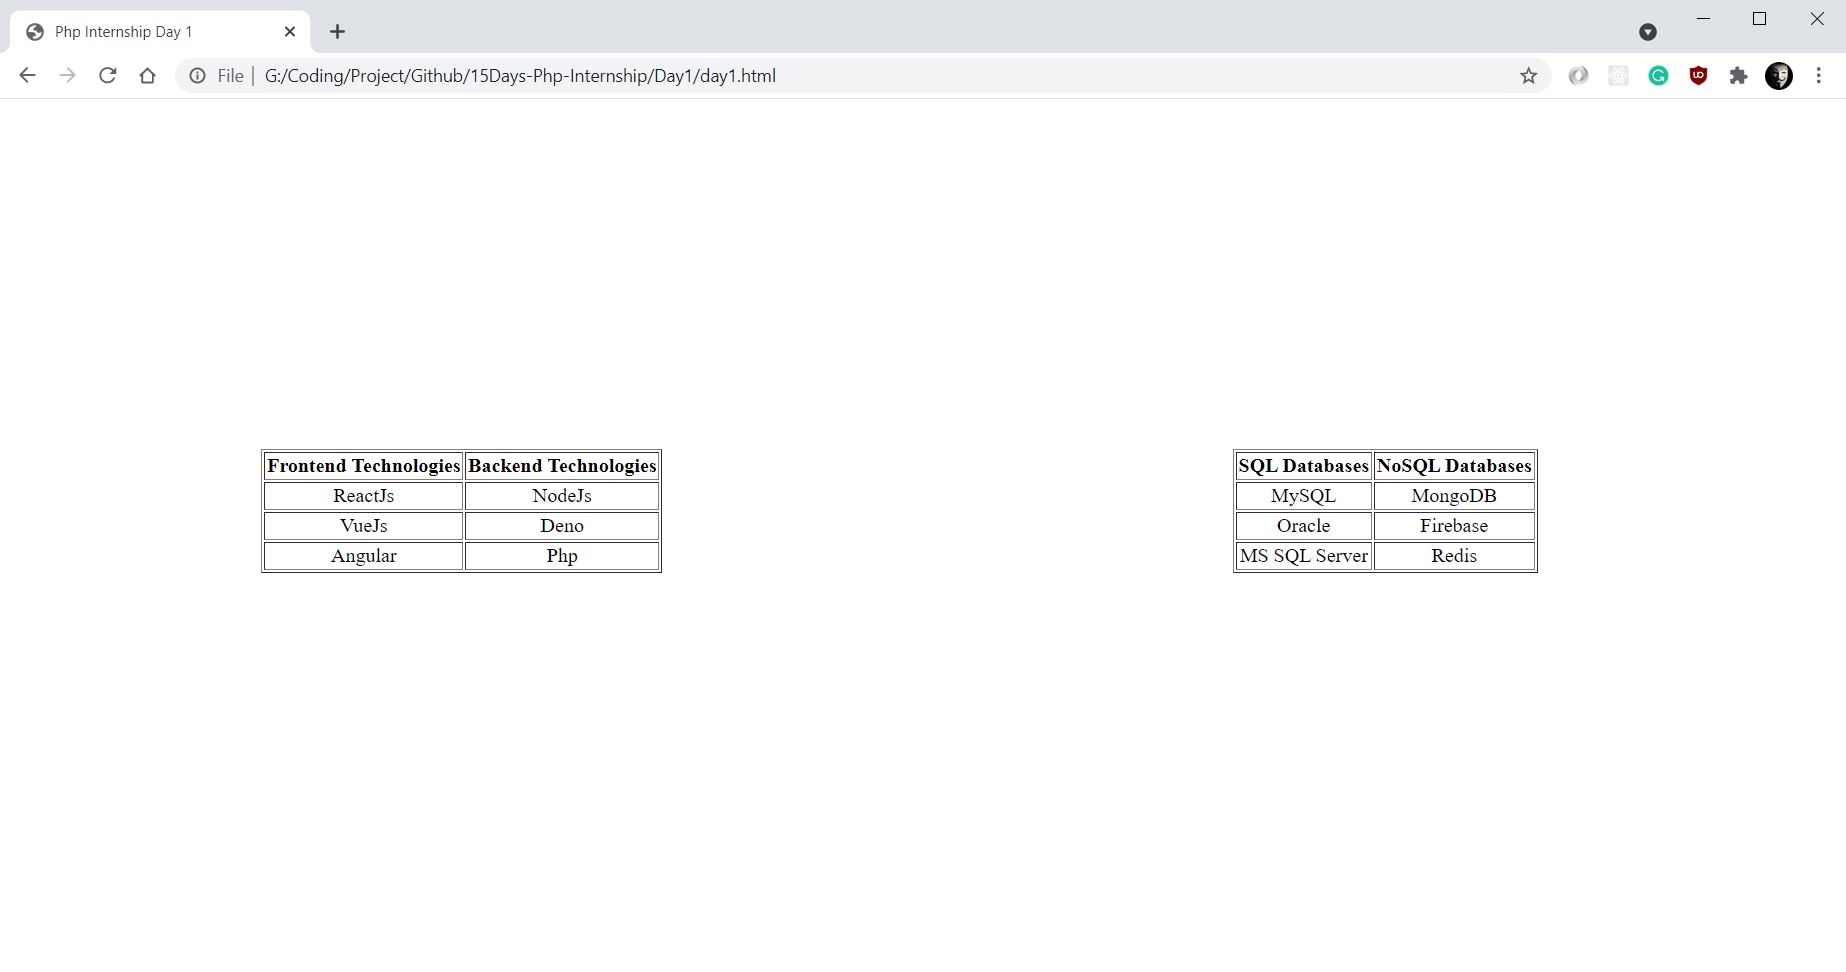 Php Internship Day 1
File | G:/Coding/Project/Github/15Days-Php-Internship/Day1/day1.html
Frontend Technologies Backend Technologies
ReactJs NodeJs
VueJs Deno
Angular Php
SQL Databases NoSQL Databases
MySQL MongoDB
Oracle Firebase
MS SQL Server Redis